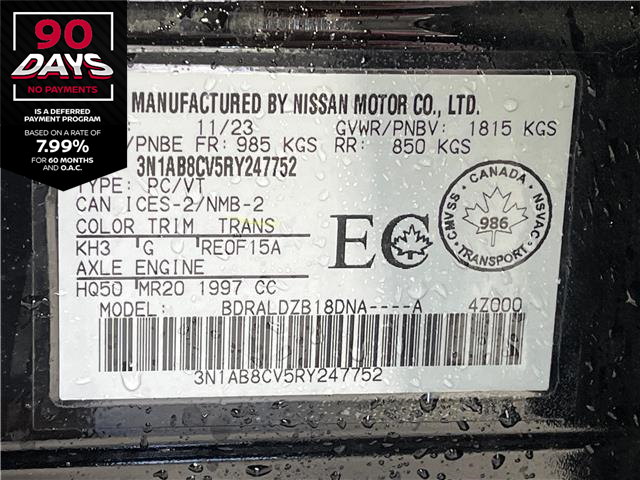 90
DAYS
NO PAYMENTS
IS A DEFERRED
PAYMENT PROGRAM
BASED ON A RATE OF
7.99%
FOR 60 MONTHS
AND O.A.C.
MANUFACTURED BY NISSAN MOTOR CO., LTD.
: 11/23 GVWR/PNBV: 1815 KGS
/PNBE FR: 985 KGS RR: 850 KGS
3N1AB8CV5RY247752
TYPE: PC/VT
CAN ICES-2/NMB-2
COLOR TRIM TRANS
KH3 G RE0F15A
AXLE ENGINE
HQ50 MR20 1997 CC
MODEL: BDRALDZB18DNA----A 4Z000
3N1AB8CV5RY247752
EC
CANADA
CMVSS
986
NSVAC
TRANSPORT